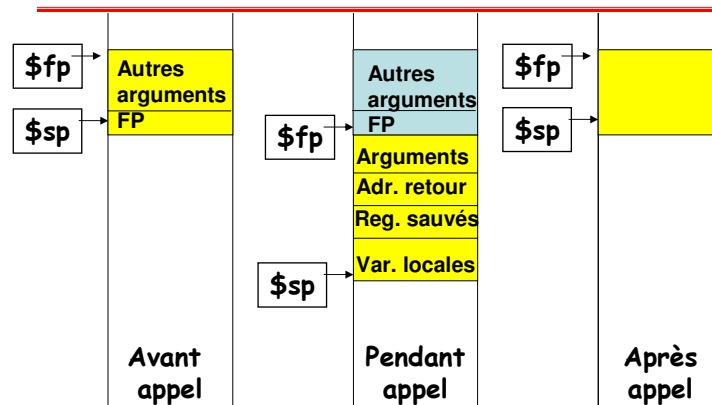 $fp
Autres
arguments
FP
$sp
Avant
appel
Autres
arguments
FP
$fp
Arguments
Adr. retour
Reg. sauvés
Var. locales
$sp
Pendant
appel
$fp
$sp
Après
appel